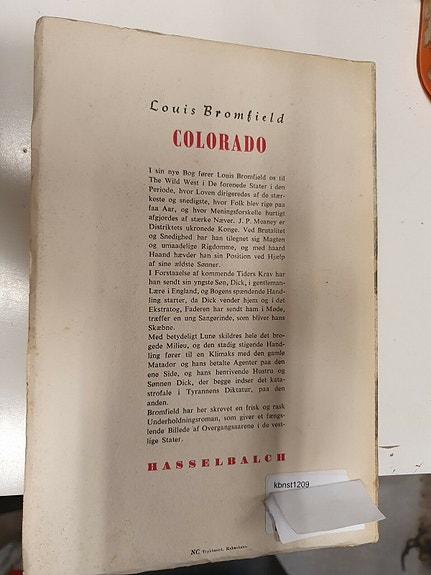 Louis Bromfield
COLORADO
I sin nye Bog fører Louis Bromfield os til
The Wild West i De forenede Stater i den
Periode, hvor Loven dirigeredes af de stær-
keste og snedigste, hvor Folk blev rige paa
faa Aar, og hvor Meningsforskelle hurtigt
afgjordes af stærke Næver. J. P. Meaney er
Distriktets ukronede Konge. Ved Brutalitet
og Snedighed har han tilegnet sig Magten
og umaadelige Rigdomme, og med haard
Haand hævder han sin Position ved Hjælp
af sine ældste Sønner.
I Forstaaelse af kommende Tiders Krav har
han sendt sin yngste Søn, Dick, i gentleman-
Lære i England, og Bogens spændende Hand-
ling starter, da Dick vender hjem og i det
Ekstratog, Faderen har sendt ham i Møde,
træffer en ung Sangerinde, som bliver hans
Skæbne.
Med betydeligt Lune skildres hele det bro-
gede Milieu, og den stadig stigende Hand-
ling fører til en Klimaks med den gamle
Matador og hans betalte Agenter paa den
ene Side, og hans henrivende Hustru og
Sønnen Dick, der begge indser det kata-
strofale i Tyrannens Diktatur, paa den
anden.
Bromfield har her skrevet en frisk og rask
Underholdningsroman, som giver et fængs-
lende Billede af Overgangsaarene i de vest-
lige Stater.
HASSELBALCH
kbnst1209
NC